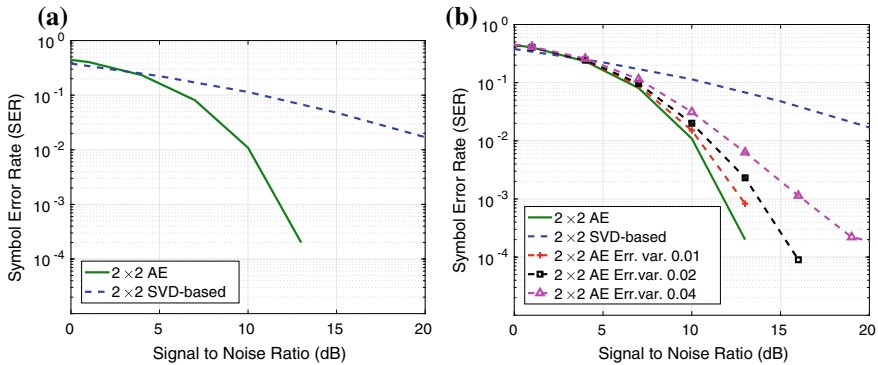 (a)
10^0
10^-1
10^-2
10^-3
10^-4
0 5 10 15 20
Symbol Error Rate (SER)
Signal to Noise Ratio (dB)
2 ×2 AE
2 ×2 SVD-based
(b)
10^0
10^-1
10^-2
10^-3
10^-4
0 5 10 15 20
Symbol Error Rate (SER)
Signal to Noise Ratio (dB)
2 ×2 AE
2 ×2 SVD-based
2 ×2 AE Err. var. 0.01
2 ×2 AE Err.var. 0.02
2 ×2 AE Err.var. 0.04